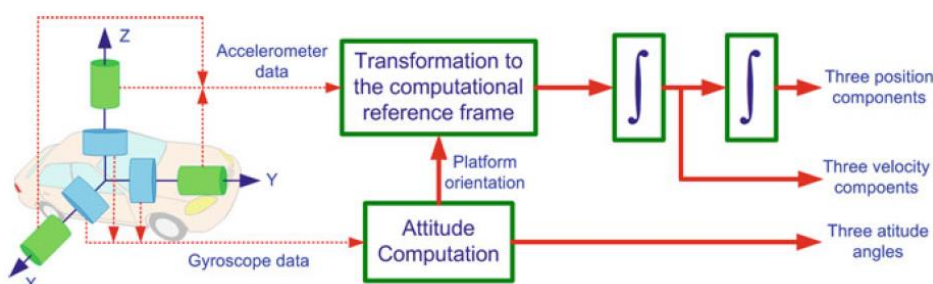 Z
Accelerometer
data
Transformation to
the computational
reference frame
∫
∫
Three position
components
Platform
orientation
Y
Three velocity
compoents
Attitude
Computation
Gyroscope data
Three atitude
angles
X